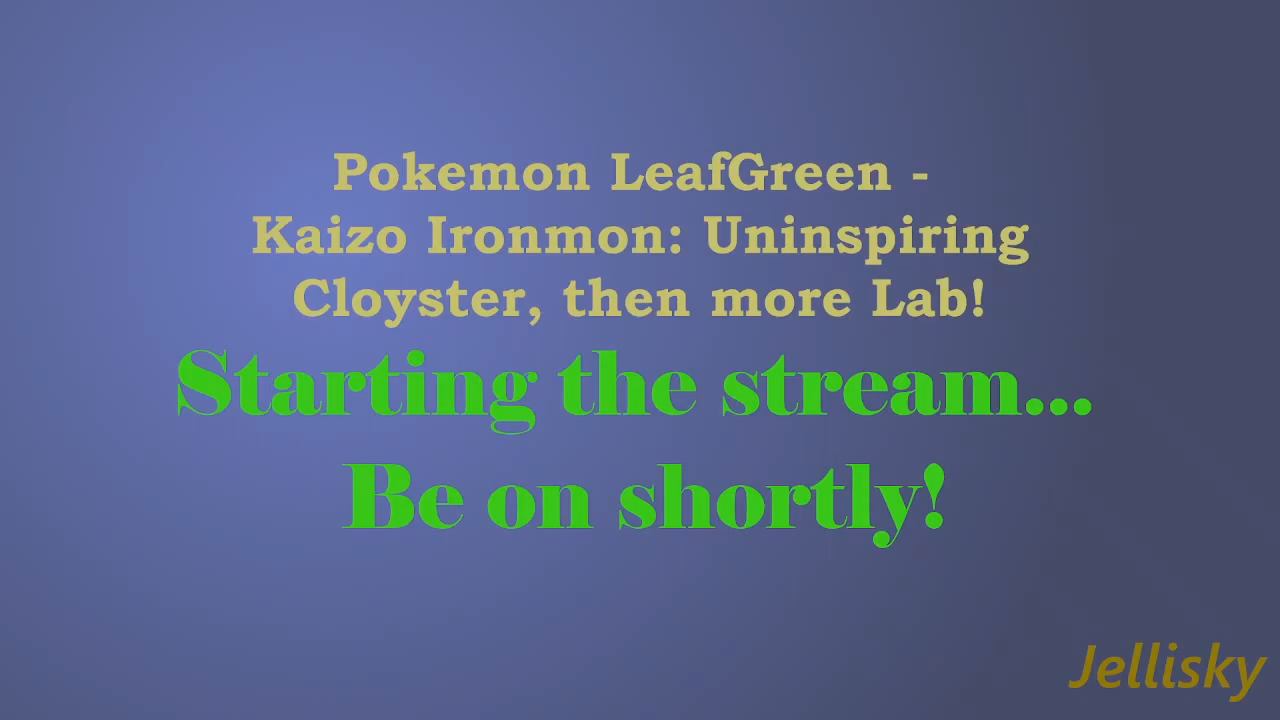 Pokemon LeafGreen -
Kaizo Ironmon: Uninspiring
Cloyster, then more Lab!
Starting the stream...
Be on shortly!
Jellisky